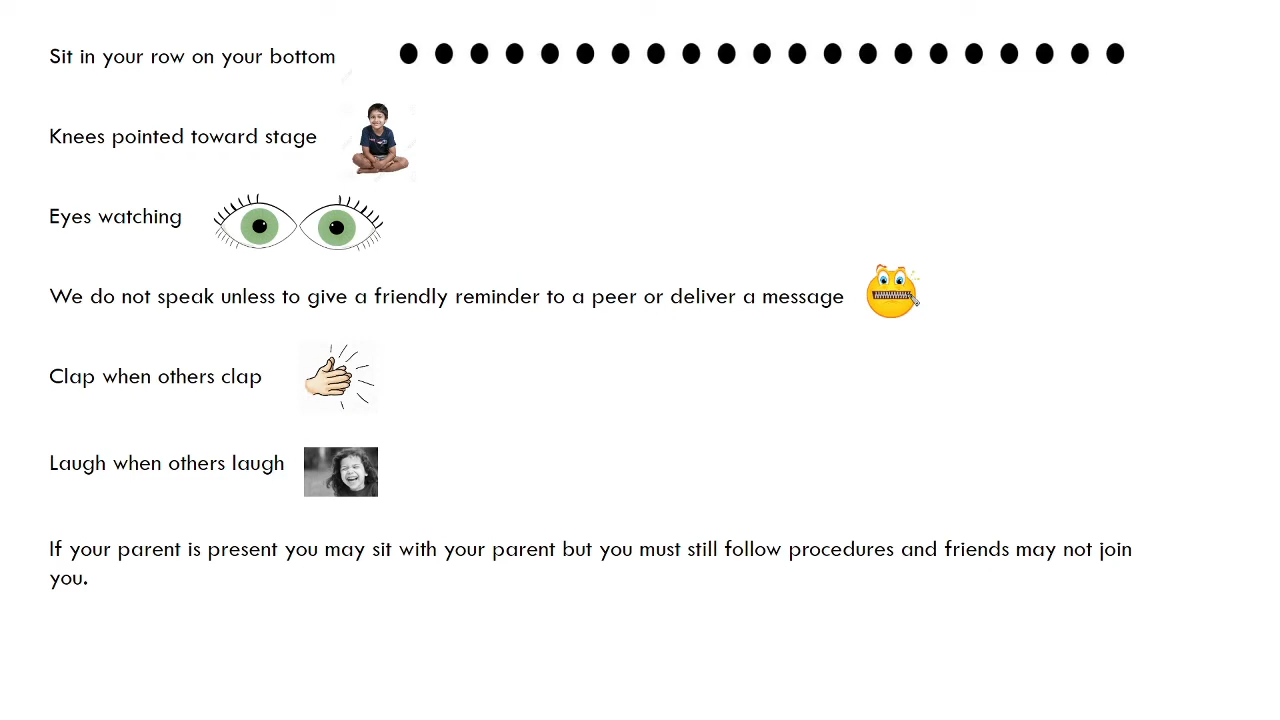 Sit in your row on your bottom
Knees pointed toward stage
Eyes watching
We do not speak unless to give a friendly reminder to a peer or deliver a message
Clap when others clap
Laugh when others laugh
If your parent is present you may sit with your parent but you must still follow procedures and friends may not join
you.